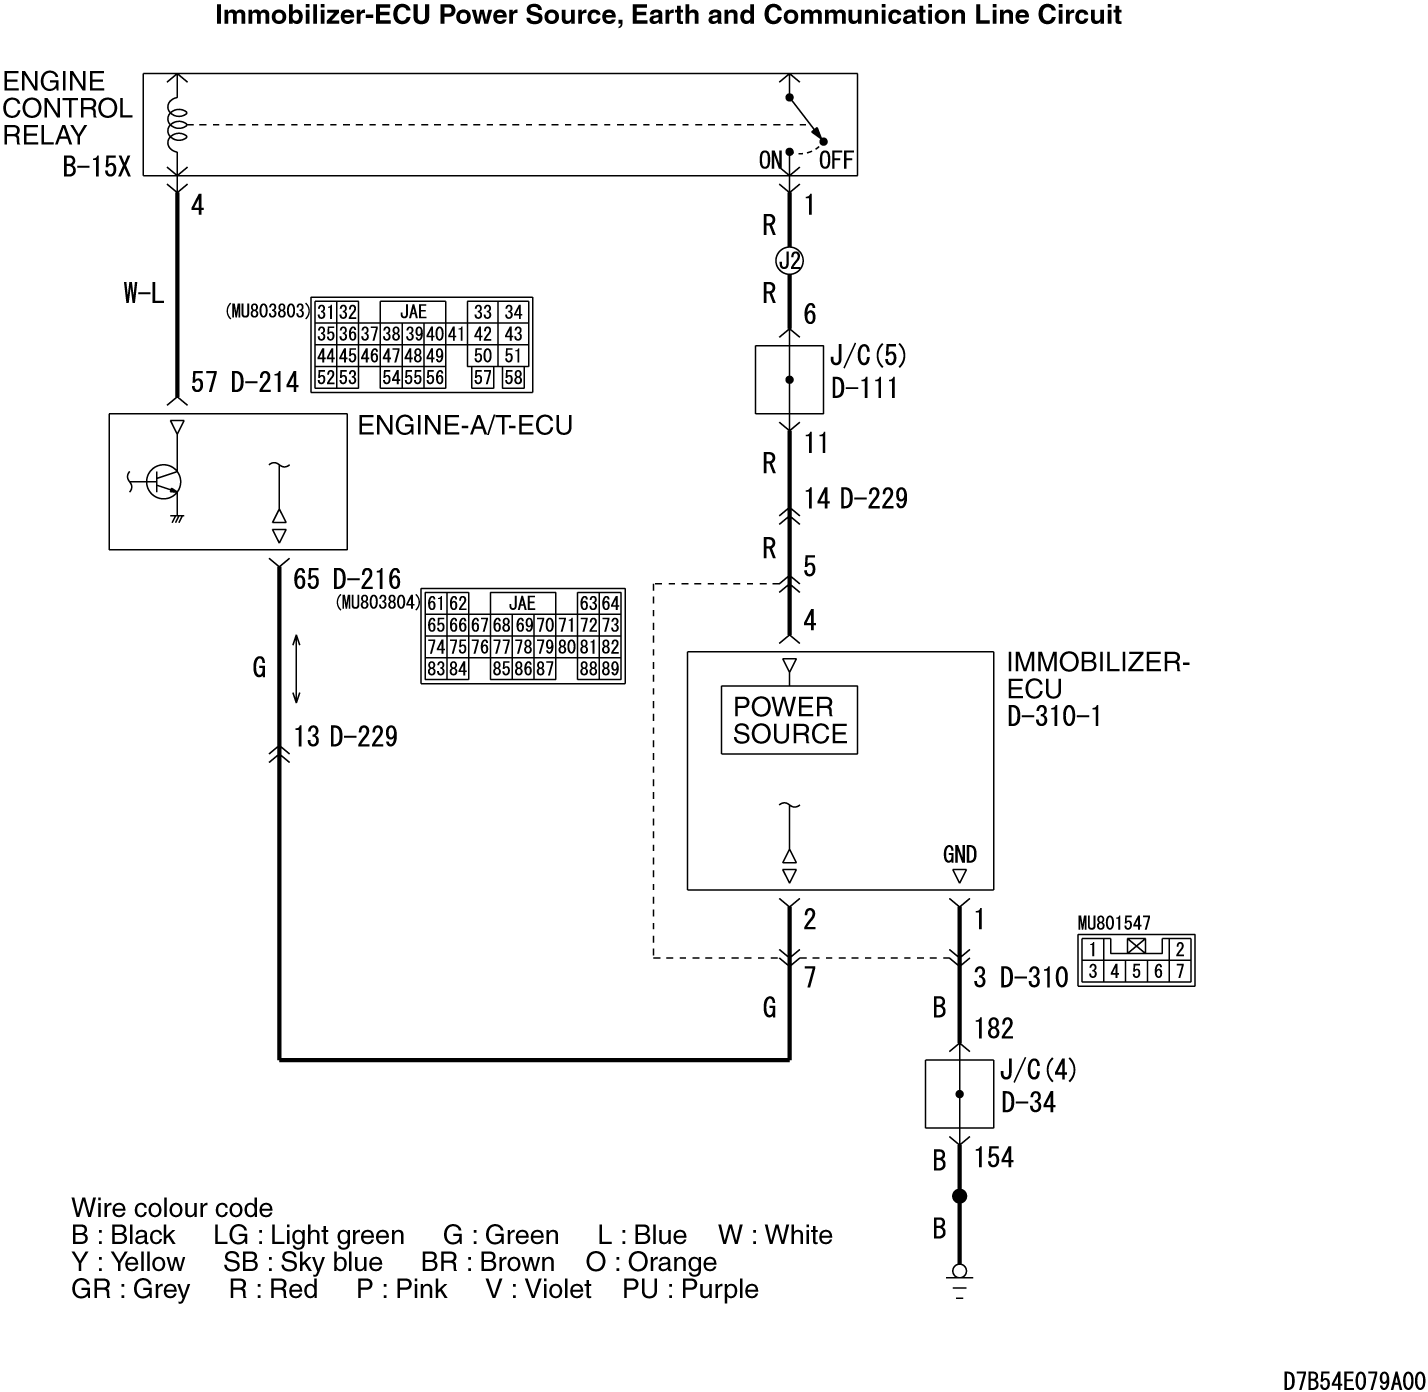 Immobilizer-ECU Power Source, Earth and Communication Line Circuit
ENGINE
CONTROL
RELAY
B-15X
ON OFF
4
1
R
J2
W-L
R
6
(MU803803)
31 32 JAE 33 34
35 36 37 38 39 40 41 42 43
44 45 46 47 48 49 50 51
52 53 54 55 56 57 58
J/C(5)
D-111
57 D-214
ENGINE-A/T-ECU
11
R
14 D-229
R
5
65 D-216
(MU803804)
61 62 JAE 63 64
65 66 67 68 69 70 71 72 73
74 75 76 77 78 79 80 81 82
83 84 85 86 87 88 89
4
G
IMMOBILIZER-
ECU
D-310-1
POWER
SOURCE
13 D-229
GND
2
1
MU801547
1 2
3 4 5 6 7
7
3 D-310
G
B
182
J/C(4)
D-34
B
154
B
Wire colour code
B : Black LG : Light green G : Green L : Blue W : White
Y : Yellow SB : Sky blue BR : Brown O : Orange
GR : Grey R : Red P : Pink V : Violet PU : Purple
D7B54E079A00